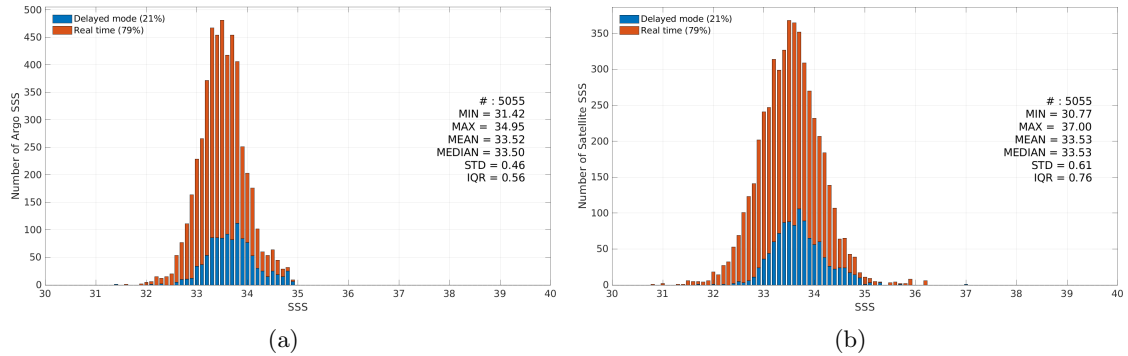 Delayed mode (21%)
Real time (79%)
Number of Argo SSS
500
450
400
350
300
250
200
150
100
50
0
# : 5055
MIN = 31.42
MAX = 34.95
MEAN = 33.52
MEDIAN = 33.50
STD = 0.46
IQR = 0.56
30 31 32 33 34 35 36 37 38 39 40
SSS
(a)
Delayed mode (21%)
Real time (79%)
Number of Satellite SSS
350
300
250
200
150
100
50
0
# : 5055
MIN = 30.77
MAX = 37.00
MEAN = 33.53
MEDIAN = 33.53
STD = 0.61
IQR = 0.76
30 31 32 33 34 35 36 37 38 39 40
SSS
(b)